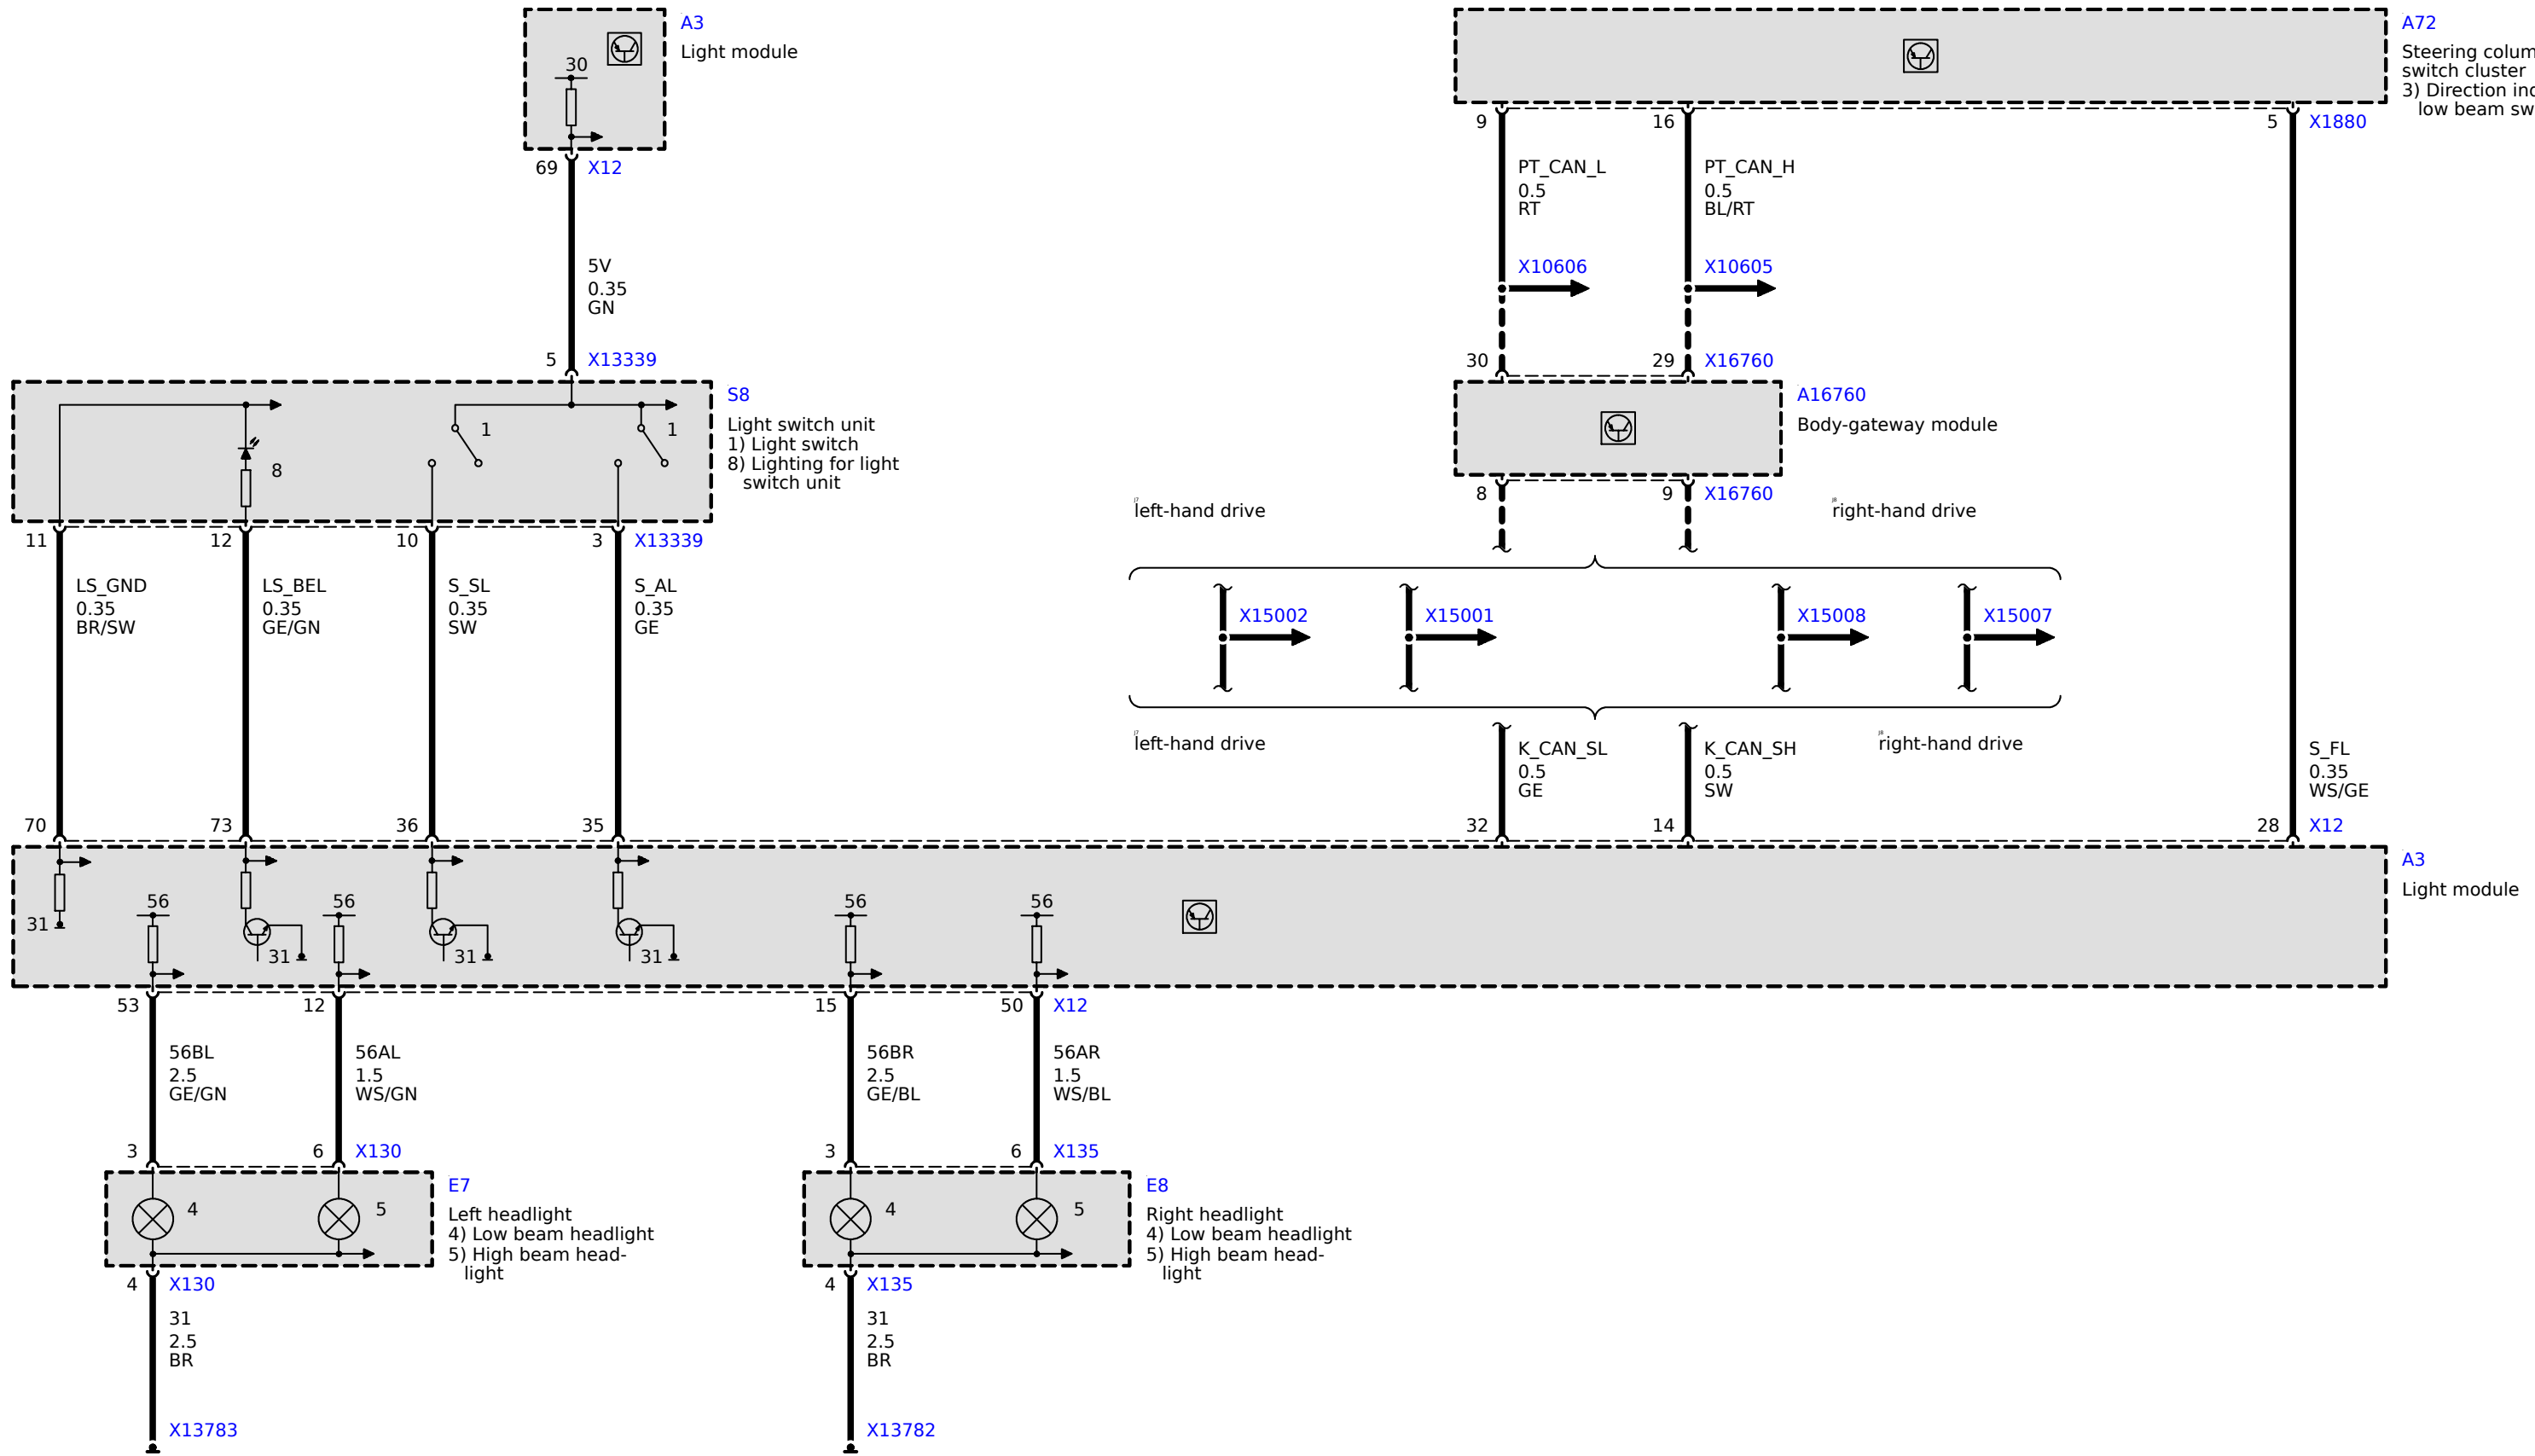 A3
Light module
30
69 X12
5V
0.35
GN
5 X13339
A72
Steering colum
switch cluster
3) Direction ind
low beam sw
9 16 5 X1880
PT_CAN_L
0.5
RT
PT_CAN_H
0.5
BL/RT
X10606 X10605
30 29 X16760
S8
Light switch unit
1) Light switch
8) Lighting for light
switch unit
8 1 1
A16760
Body-gateway module
8 9 X16760
left-hand drive right-hand drive
11 12 10 3 X13339
LS_GND
0.35
BR/SW
LS_BEL
0.35
GE/GN
S_SL
0.35
SW
S_AL
0.35
GE
X15002 X15001 X15008 X15007
left-hand drive right-hand drive
K_CAN_SL
0.5
GE
K_CAN_SH
0.5
SW
S_FL
0.35
WS/GE
70 73 36 35 32 14 28 X12
A3
Light module
56 56 56 56
31 31 31 31
53 12 15 50 X12
56BL
2.5
GE/GN
56AL
1.5
WS/GN
56BR
2.5
GE/BL
56AR
1.5
WS/BL
3 6 X130
3 6 X135
E7
Left headlight
4) Low beam headlight
5) High beam head-
light
4 5
E8
Right headlight
4) Low beam headlight
5) High beam head-
light
4 5
4 X130
31
2.5
BR
X13783
4 X135
31
2.5
BR
X13782